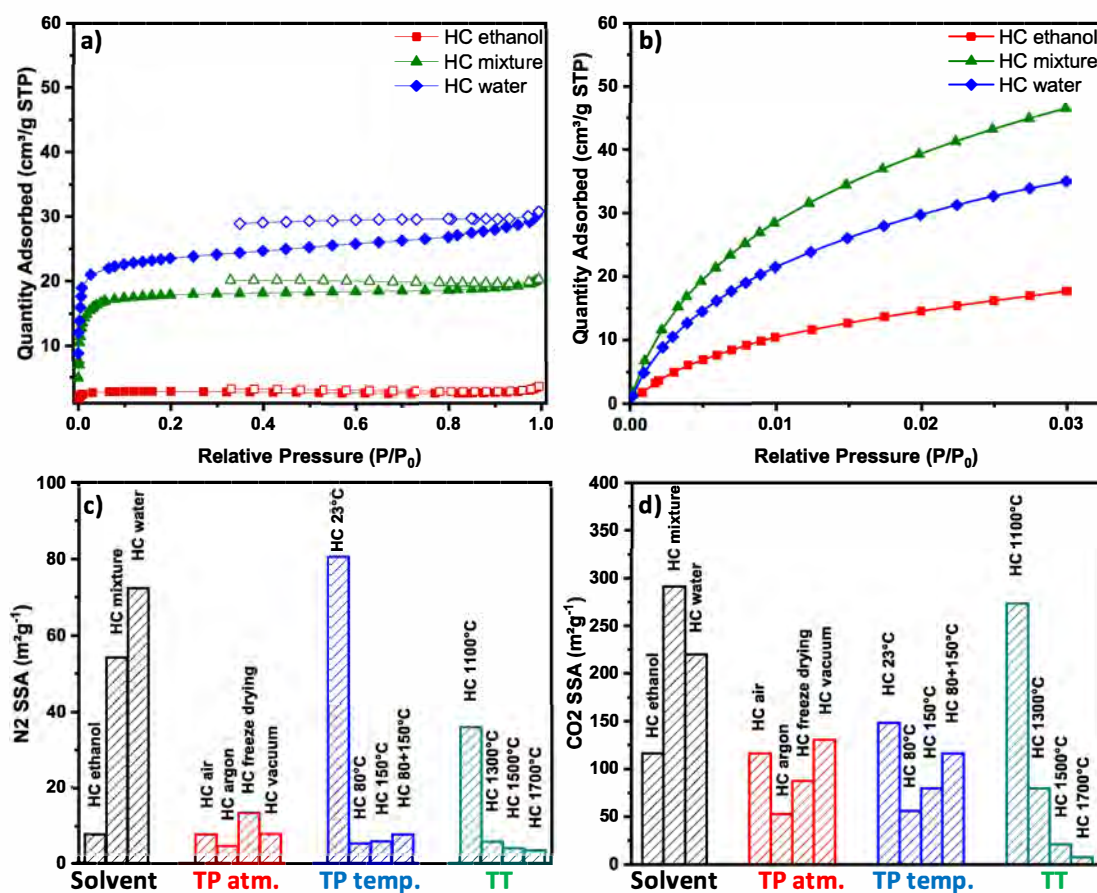 a)
HC ethanol
HC mixture
HC water
60
50
40
30
20
10
0.0 0.2 0.4 0.6 0.8 1.0
Quantity Adsorbed (cm³/g STP)
Relative Pressure (P/P₀)
b)
HC ethanol
HC mixture
HC water
60
50
40
30
20
10
0
0.00 0.01 0.02 0.03
Quantity Adsorbed (cm³/g STP)
Relative Pressure (P/P₀)
c)
100
80
60
40
20
0
N2 SSA (m²g⁻¹)
HC ethanol
HC mixture
HC water
HC air
HC argon
HC freeze drying
HC vacuum
HC 23°C
HC 80°C
HC 150°C
HC 80+150°C
HC 1100°C
HC 1300°C
HC 1500°C
HC 1700°C
Solvent TP atm. TP temp. TT
d)
400
350
300
250
200
150
100
50
0
CO2 SSA (m²g⁻¹)
HC ethanol
HC mixture
HC water
HC air
HC argon
HC freeze drying
HC vacuum
HC 23°C
HC 80°C
HC 150°C
HC 80+150°C
HC 1100°C
HC 1300°C
HC 1500°C
HC 1700°C
Solvent TP atm. TP temp. TT